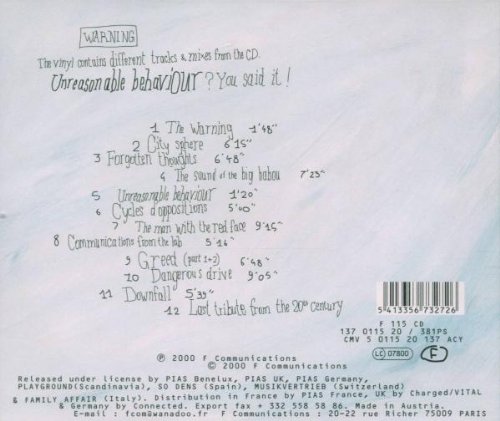 WARNING
The vinyl contains different tracks & mixes from the CD.
Unreasonable behaviour? You said it!
1 The warning 1'48"
2 City sphere 6'15"
3 Forgotten thoughts 6'48"
4 The sound of the big babou 7'23"
5 Unreasonable behaviour 1'20"
6 Cycles d'oppositions 5'00"
7 The man with the red face 9'15"
8 Communications from the lab 5'16"
9 Greed (part 1+2) 6'48"
10 Dangerous drive 9'05"
11 Downfall 5'39"
12 Last tribute from the 20th century
5 413356 732726
F 115 CD
137 0115 20 / 381PS
CMV 5 0115 20 137 ACY
LC 07800 F
℗ 2000 F Communications
© 2000 F Communications
Released under license by PIAS Benelux, PIAS UK, PIAS Germany,
PLAYGROUND(Scandinavia), SO DENS (Spain), MUSIKVERTRIEB (Switzerland)
& FAMILY AFFAIR (Italy). Distribution in France by PIAS France, UK by Charged/VITAL
& Germany by Connected. Export fax + 332 558 58 86. Made in Austria.
E-mail : fcom@wanadoo.fr F Communications : 20-22 rue Richer 75009 PARIS